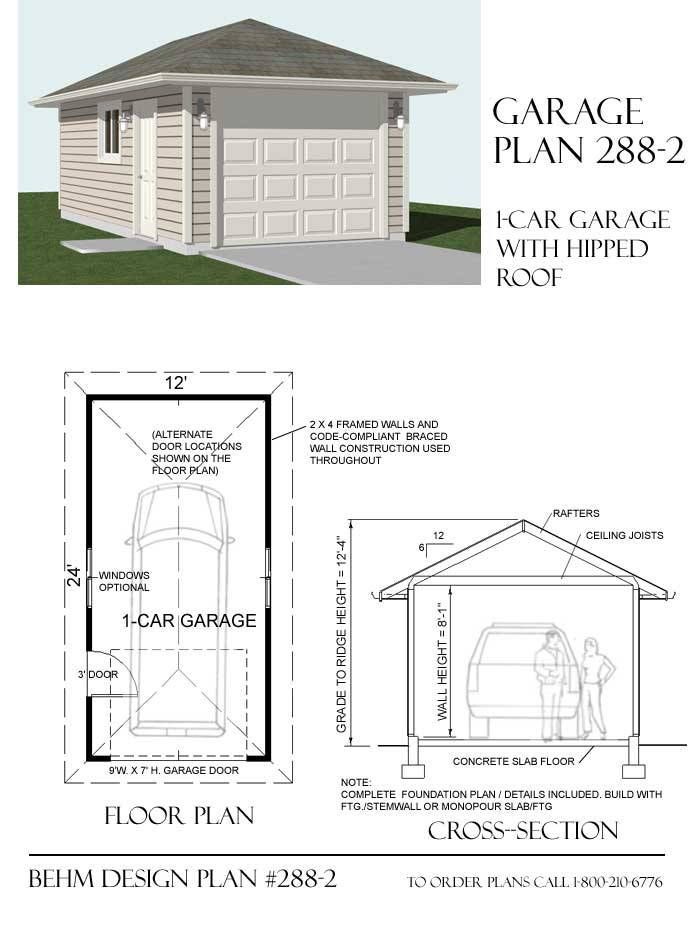 GARAGE
PLAN 288-2
1-CAR GARAGE
WITH HIPPED
ROOF
12'
(ALTERNATE
DOOR LOCATIONS
SHOWN ON THE
FLOOR PLAN)
2 X 4 FRAMED WALLS AND
CODE-COMPLIANT BRACED
WALL CONSTRUCTION USED
THROUGHOUT
24'
WINDOWS
OPTIONAL
1-CAR GARAGE
3' DOOR
9'W. X 7' H. GARAGE DOOR
FLOOR PLAN
RAFTERS
CEILING JOISTS
12
6
GRADE TO RIDGE HEIGHT = 12'-4"
WALL HEIGHT = 8'-1"
CONCRETE SLAB FLOOR
NOTE:
COMPLETE FOUNDATION PLAN / DETAILS INCLUDED. BUILD WITH
FTG./STEMWALL OR MONOPOUR SLAB/FTG
CROSS--SECTION
BEHM DESIGN PLAN #288-2
TO ORDER PLANS CALL 1-800-210-6776